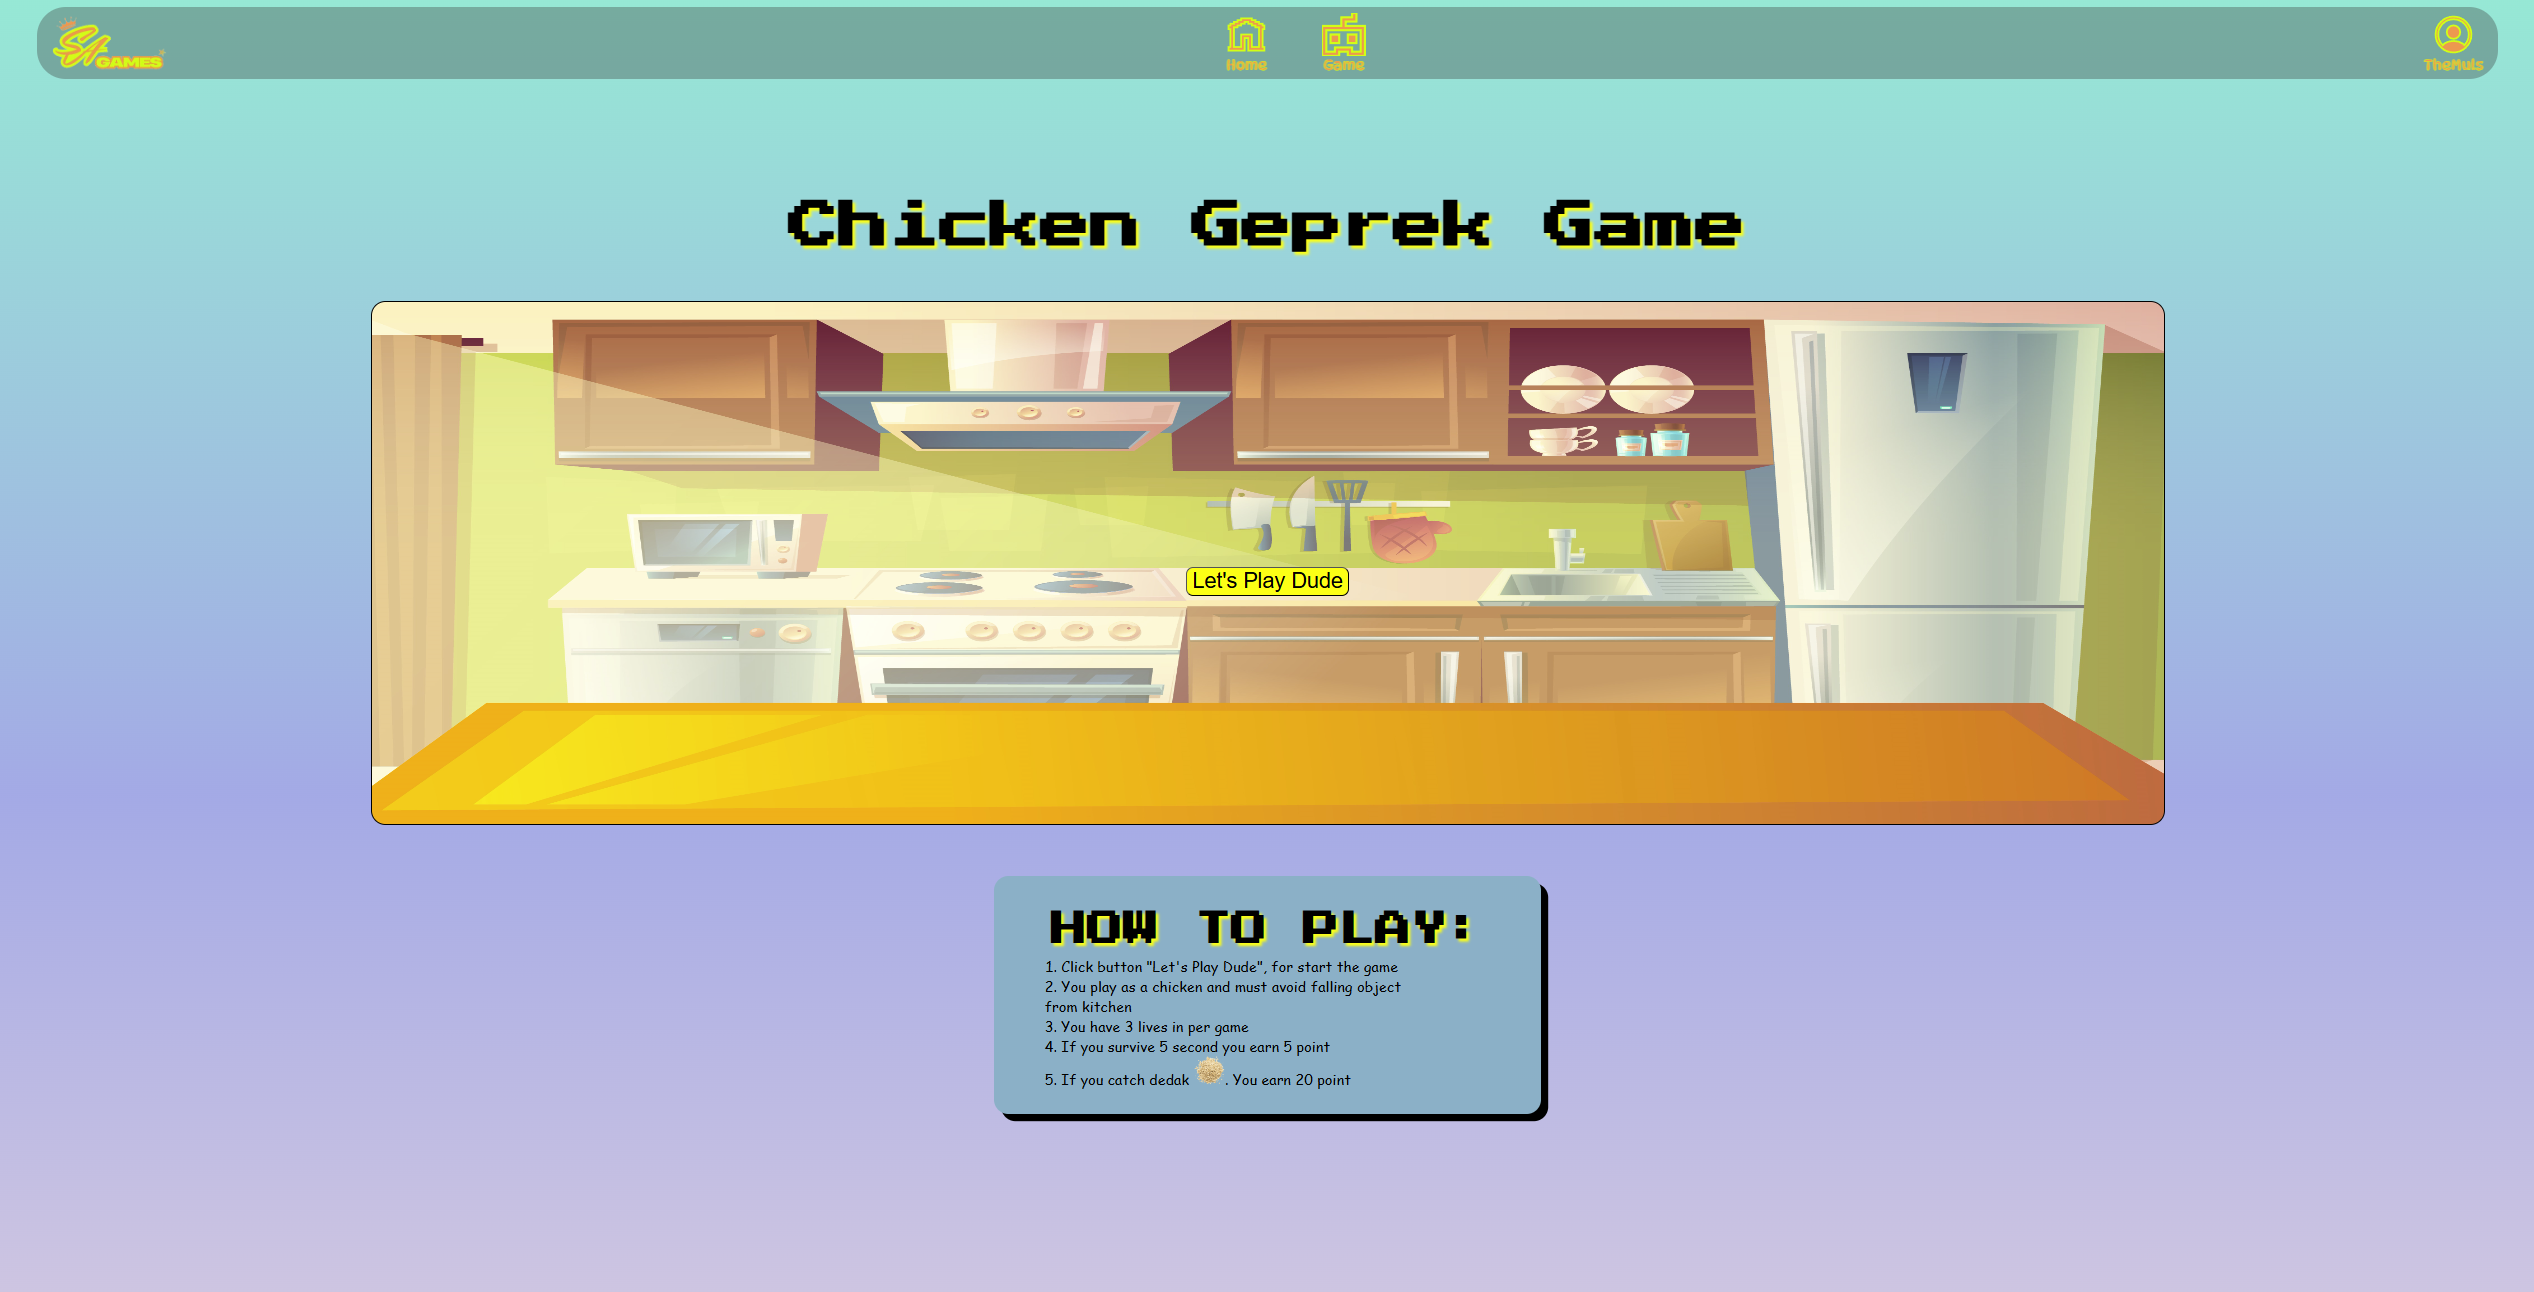 SA GAMES
Home
Game
TheMuls
Chicken Geprek Game
Let's Play Dude
HOW TO PLAY:
1. Click button "Let's Play Dude", for start the game
2. You play as a chicken and must avoid falling object
from kitchen
3. You have 3 lives in per game
4. If you survive 5 second you earn 5 point
5. If you catch dedak . You earn 20 point